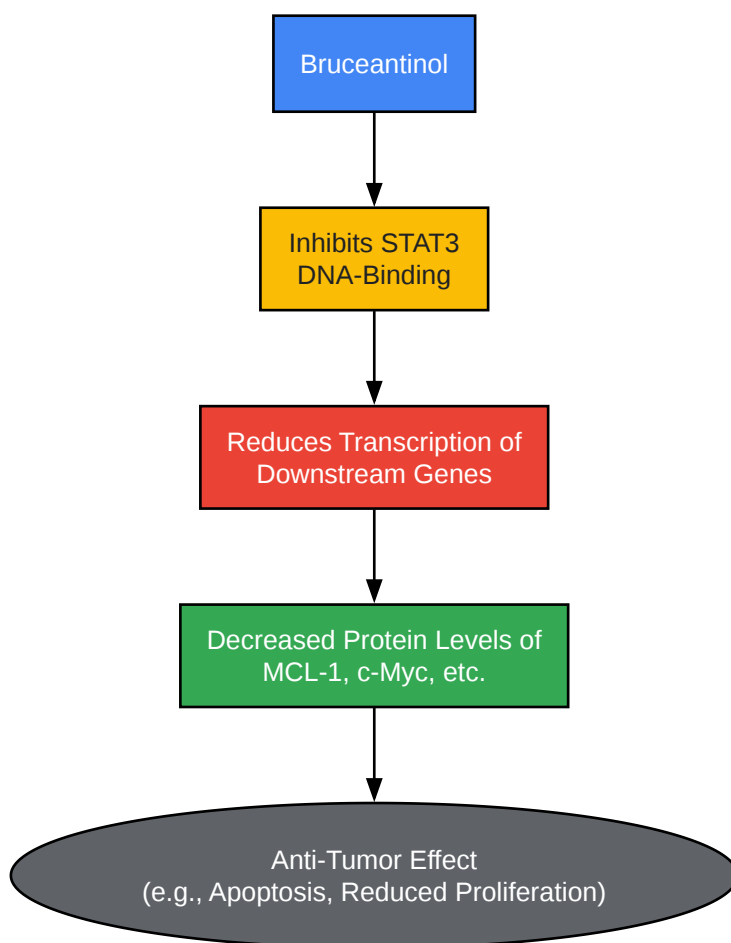 Bruceantinol
Inhibits STAT3
DNA-Binding
Reduces Transcription of
Downstream Genes
Decreased Protein Levels of
MCL-1, c-Myc, etc.
Anti-Tumor Effect
(e.g., Apoptosis, Reduced Proliferation)